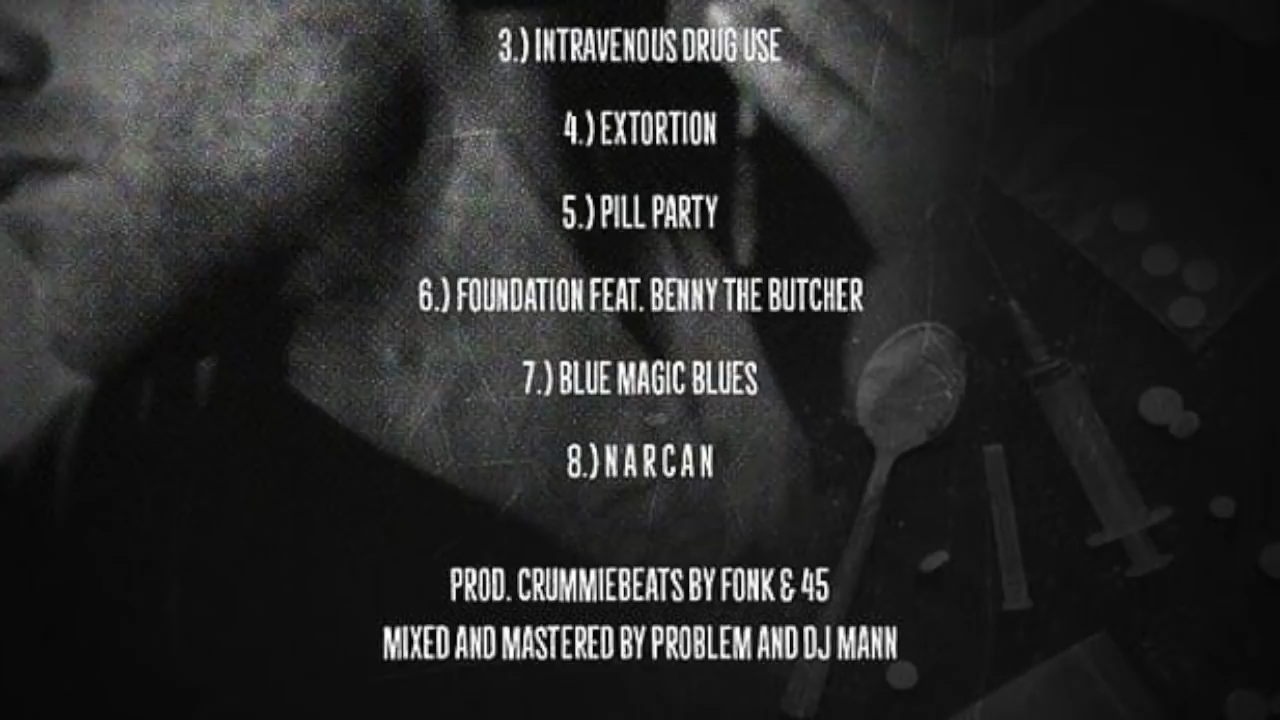 3.) INTRAVENOUS DRUG USE
4.) EXTORTION
5.) PILL PARTY
6.) FOUNDATION FEAT. BENNY THE BUTCHER
7.) BLUE MAGIC BLUES
8.) N A R C A N
PROD. CRUMMIEBEATS BY FONK & 45
MIXED AND MASTERED BY PROBLEM AND DJ MANN